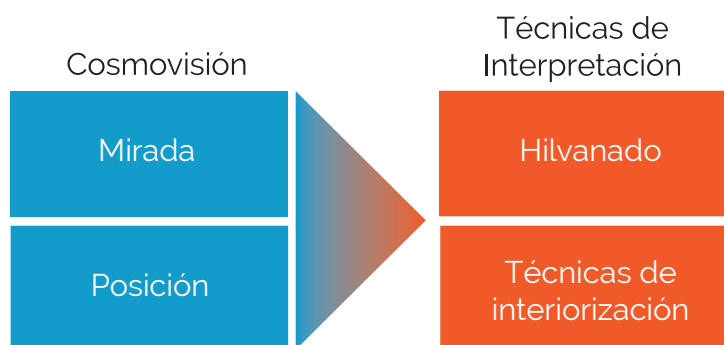 Cosmovisión
Mirada
Posición
Técnicas de
Interpretación
Hilvanado
Técnicas de
interiorización